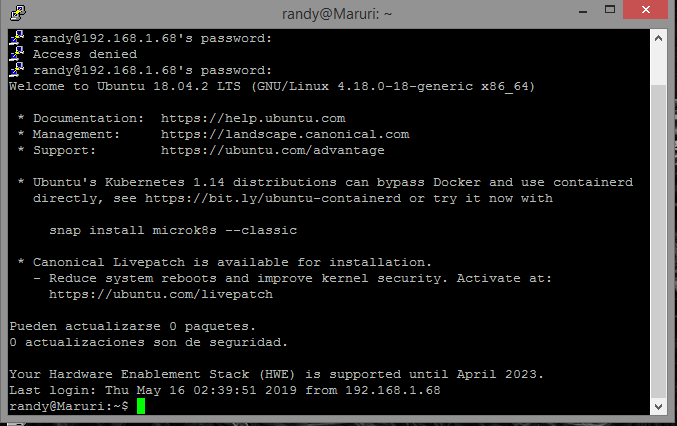 randy@Maruri: ~
randy@192.168.1.68's password:
Access denied
randy@192.168.1.68's password:
Welcome to Ubuntu 18.04.2 LTS (GNU/Linux 4.18.0-18-generic x86_64)
* Documentation:  https://help.ubuntu.com
* Management:     https://landscape.canonical.com
* Support:        https://ubuntu.com/advantage
* Ubuntu's Kubernetes 1.14 distributions can bypass Docker and use containerd
directly, see https://bit.ly/ubuntu-containerd or try it now with
snap install microk8s --classic
* Canonical Livepatch is available for installation.
- Reduce system reboots and improve kernel security. Activate at:
https://ubuntu.com/livepatch
Pueden actualizarse 0 paquetes.
0 actualizaciones son de seguridad.
Your Hardware Enablement Stack (HWE) is supported until April 2023.
Last login: Thu May 16 02:39:51 2019 from 192.168.1.68
randy@Maruri:~$